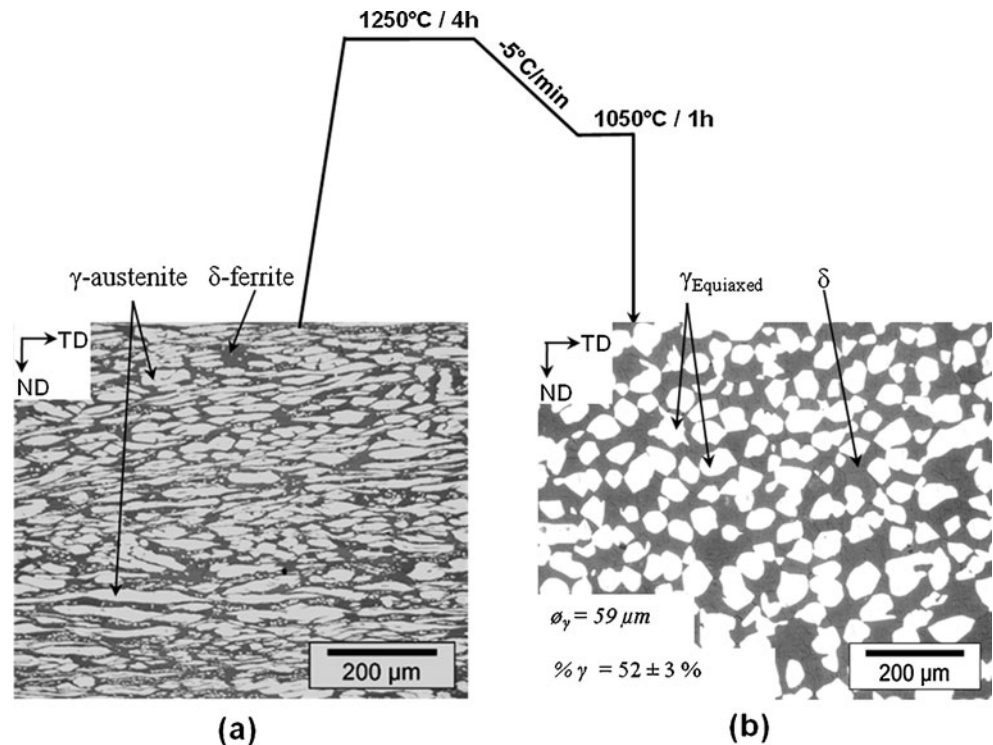 1250°C / 4h
-5°C/min
1050°C / 1h
γ-austenite
δ-ferrite
TD
ND
200 µm
(a)
γEquiaxed
δ
TD
ND
øγ = 59 µm
% γ = 52 ± 3 %
200 µm
(b)